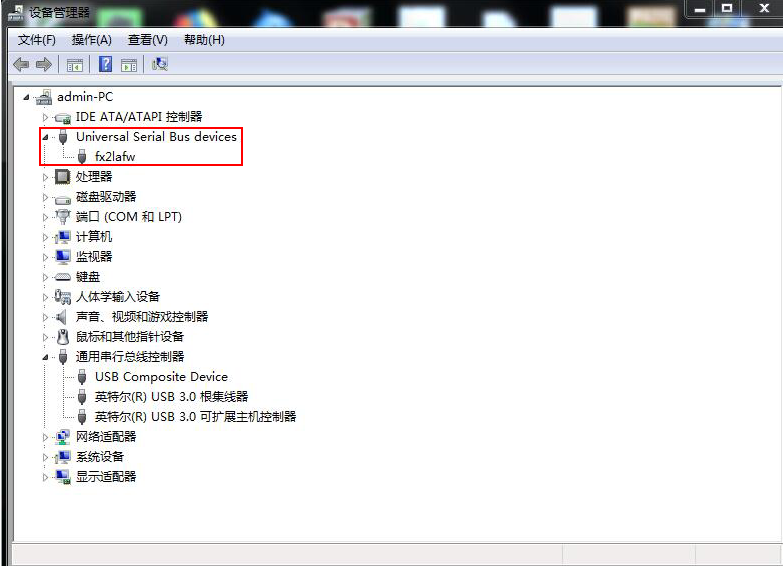 设备管理器
文件(F) 操作(A) 查看(V) 帮助(H)
admin-PC
IDE ATA/ATAPI 控制器
Universal Serial Bus devices
fx2lafw
处理器
磁盘驱动器
端口 (COM 和 LPT)
计算机
监视器
键盘
人体学输入设备
声音、视频和游戏控制器
鼠标和其他指针设备
通用串行总线控制器
USB Composite Device
英特尔(R) USB 3.0 根集线器
英特尔(R) USB 3.0 可扩展主机控制器
网络适配器
系统设备
显示适配器